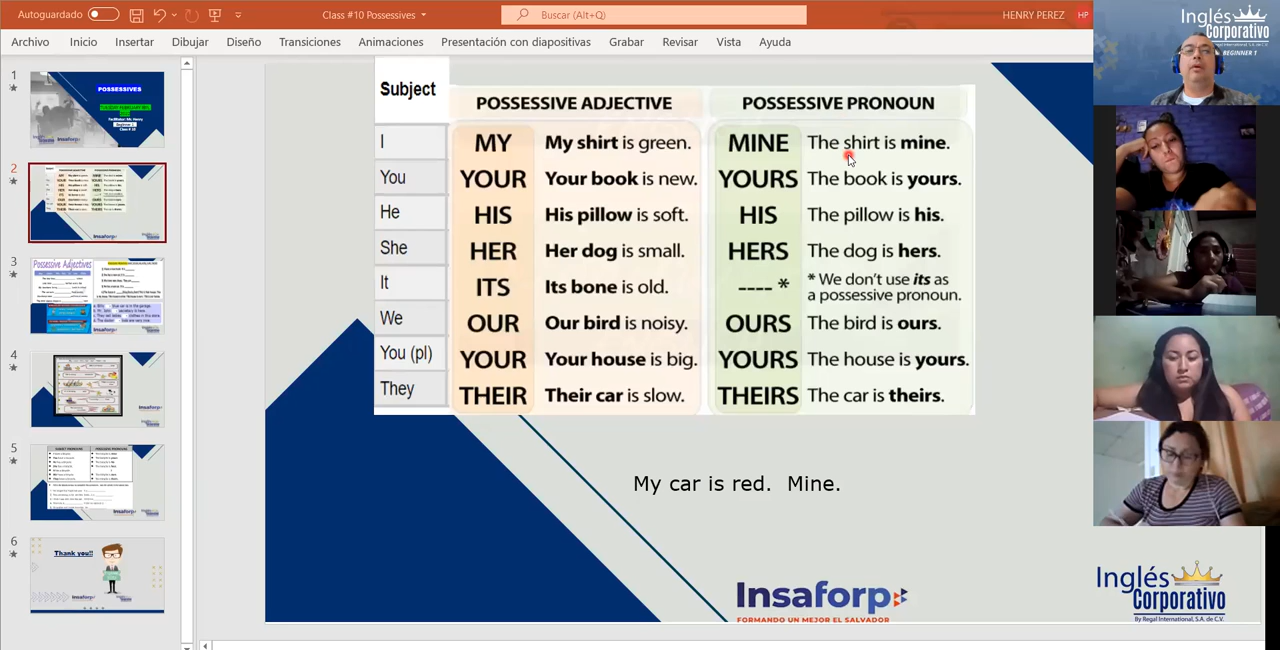 Autoguardado
Class #10 Possessives
Buscar (Alt+Q)
HENRY PEREZ
HP
Archivo Inicio Insertar Dibujar Diseño Transiciones Animaciones Presentación con diapositivas Grabar Revisar Vista Ayuda
Inglés
Corporativo
BEGINNER 1
1
POSSESSIVES
2
3
Possessive Adjectives
4
5
6
Thank you!!
Subject POSSESSIVE ADJECTIVE POSSESSIVE PRONOUN
I MY My shirt is green. MINE The shirt is mine.
You YOUR Your book is new. YOURS The book is yours.
He HIS His pillow is soft. HIS The pillow is his.
She HER Her dog is small. HERS The dog is hers.
It ITS Its bone is old. ---- * * We don't use its as
a possessive pronoun.
We OUR Our bird is noisy. OURS The bird is ours.
You (pl) YOUR Your house is big. YOURS The house is yours.
They THEIR Their car is slow. THEIRS The car is theirs.
My car is red. Mine.
Insaforp
FORMANDO UN MEJOR EL SALVADOR
Inglés
Corporativo
By Regal International, S.A. de C.V.